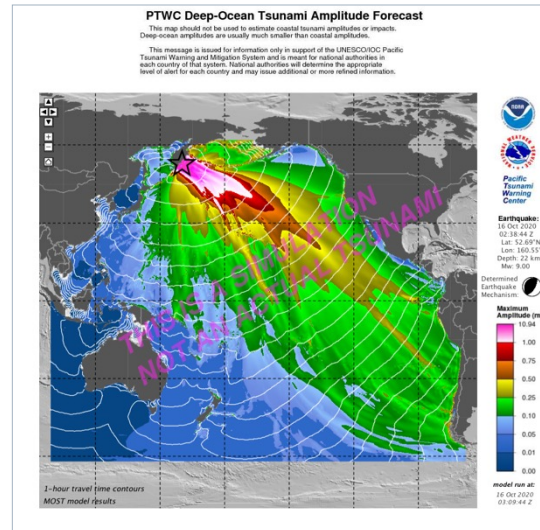 PTWC Deep-Ocean Tsunami Amplitude Forecast
This map should not be used to estimate coastal tsunami amplitudes or impacts.
Deep-ocean amplitudes are usually much smaller than coastal amplitudes.
This message is issued for information only in support of the UNESCO/IOC Pacific
Tsunami Warning and Mitigation System and is meant for national authorities in
each country of that system. National authorities will determine the appropriate
level of alert for each country and may issue additional or more refined information.
THIS IS A SIMULATION
NOT AN ACTUAL TSUNAMI
1-hour travel time contours
MOST model results
Pacific
Tsunami
Warning
Center
Earthquake:
16 Oct 2020
02:38:44 Z
Lat: 52.69°N
Lon: 160.55°
Depth: 22 km
Mw: 9.00
Determined
Earthquake
Mechanism:
Maximum
Amplitude (m
10.94
1.00
0.75
0.50
0.25
0.10
0.05
0.01
0.00
model run at:
16 Oct 2020
03:09:44 Z